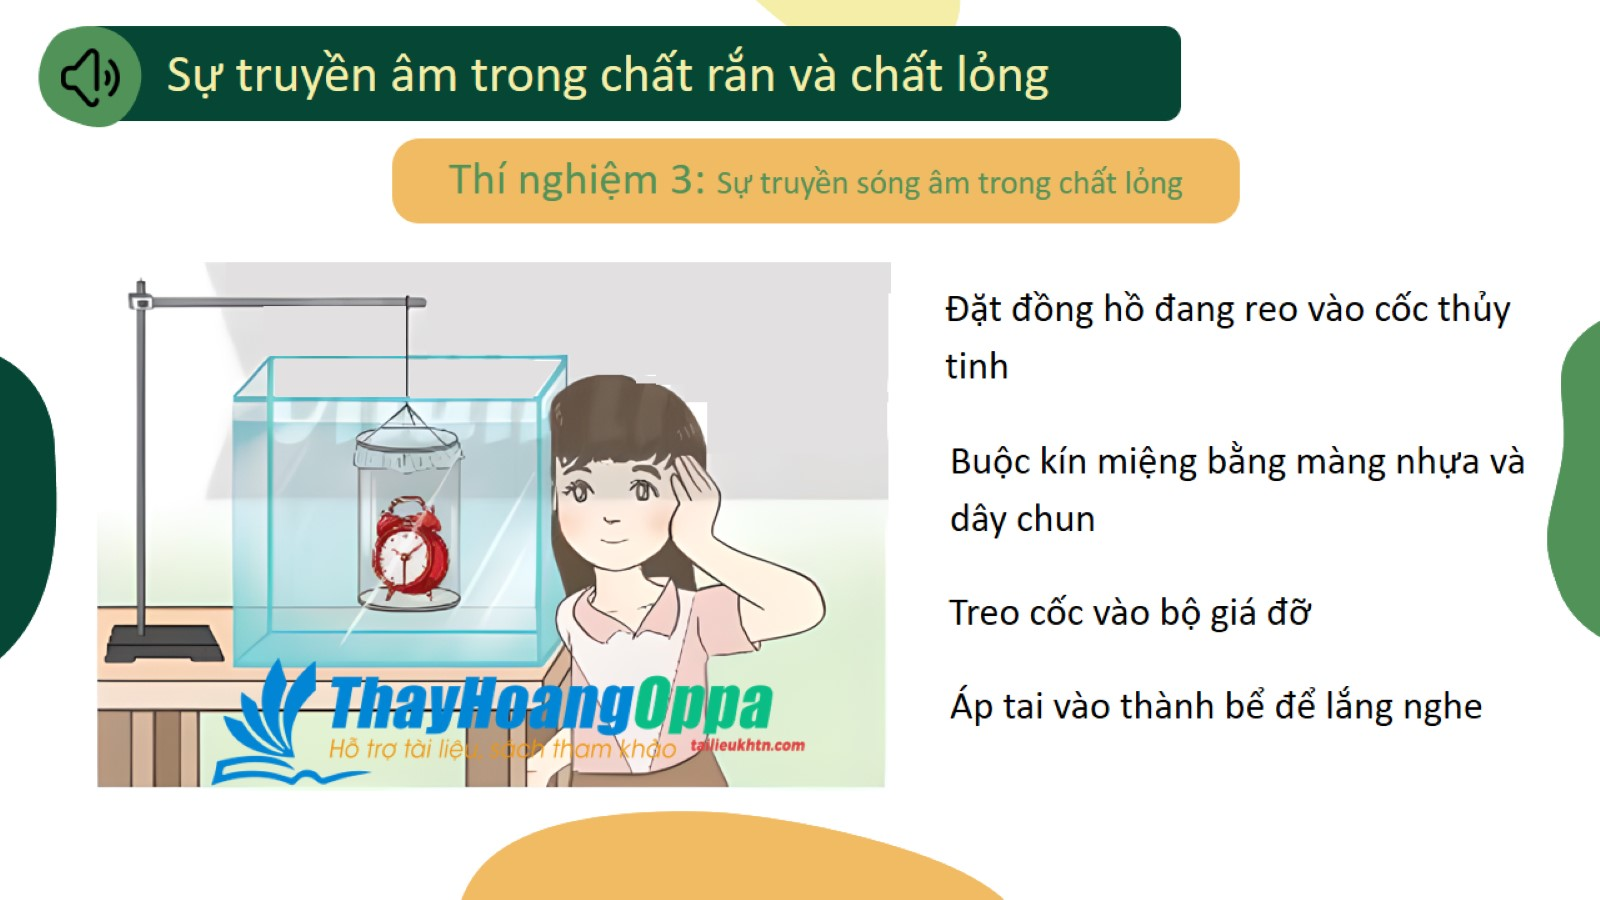 Sự truyền âm trong chất rắn và chất lỏng
Thí nghiệm 3: Sự truyền sóng âm trong chất lỏng
Đặt đồng hồ đang reo vào cốc thủy
tinh
Buộc kín miệng bằng màng nhựa và
dây chun
Treo cốc vào bộ giá đỡ
Áp tai vào thành bể để lắng nghe
ThayHoangOppa
Hỗ trợ tài liệu, sách tham khảo
tailieukhtn.com